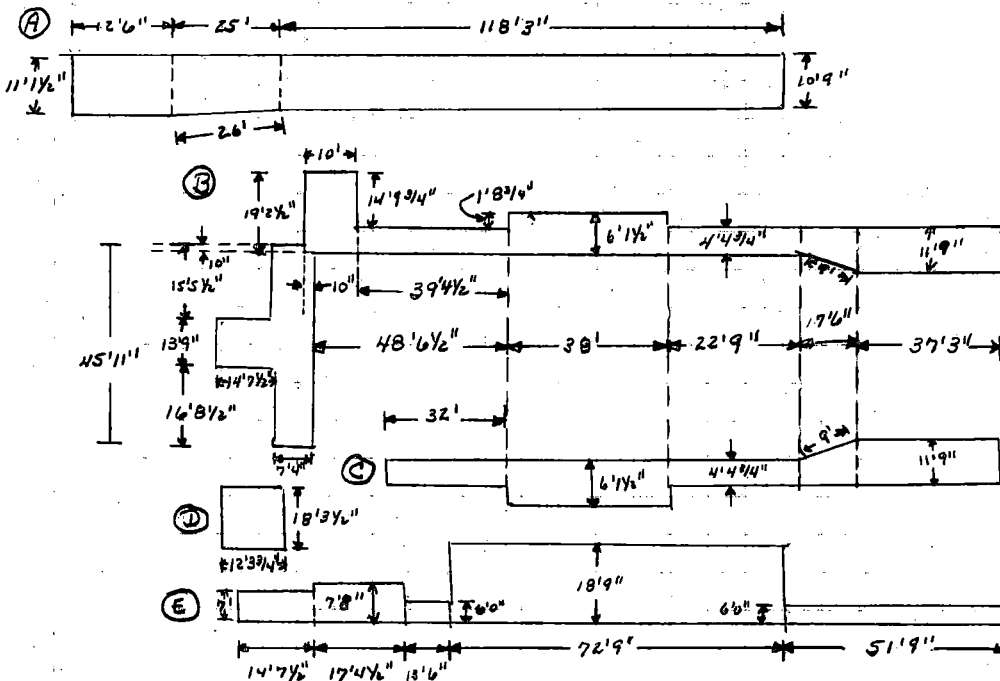 A
12'6" 25' 118'3"
11'1½" 10'9"
26'
B
10'
19'2½" 14'9¾" 1'8¾"
6'1½" 4'4¾" 11'9"
10"
15'5½" 10" 39'4½" 9'
17'6"
45'11" 13'9" 48'6½" 38' 22'9" 37'3"
14'7½"
16'8½" 32'
9'
7'4" C 6'1½" 4'4¾" 11'9"
D 18'3½"
12'3¾"
18'9"
E 7' 7'8" 6'0" 6'0"
14'7½" 17'4½" 13'6" 72'9" 51'9"